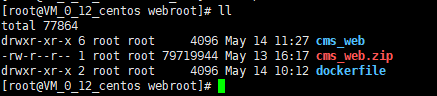 [root@VM_0_12_centos webroot]# ll
total 77864
drwxr-xr-x 6 root root     4096 May 14 11:27 cms_web
-rw-r--r-- 1 root root 79719944 May 13 16:17 cms_web.zip
drwxr-xr-x 2 root root     4096 May 14 10:12 dockerfile
[root@VM_0_12_centos webroot]#